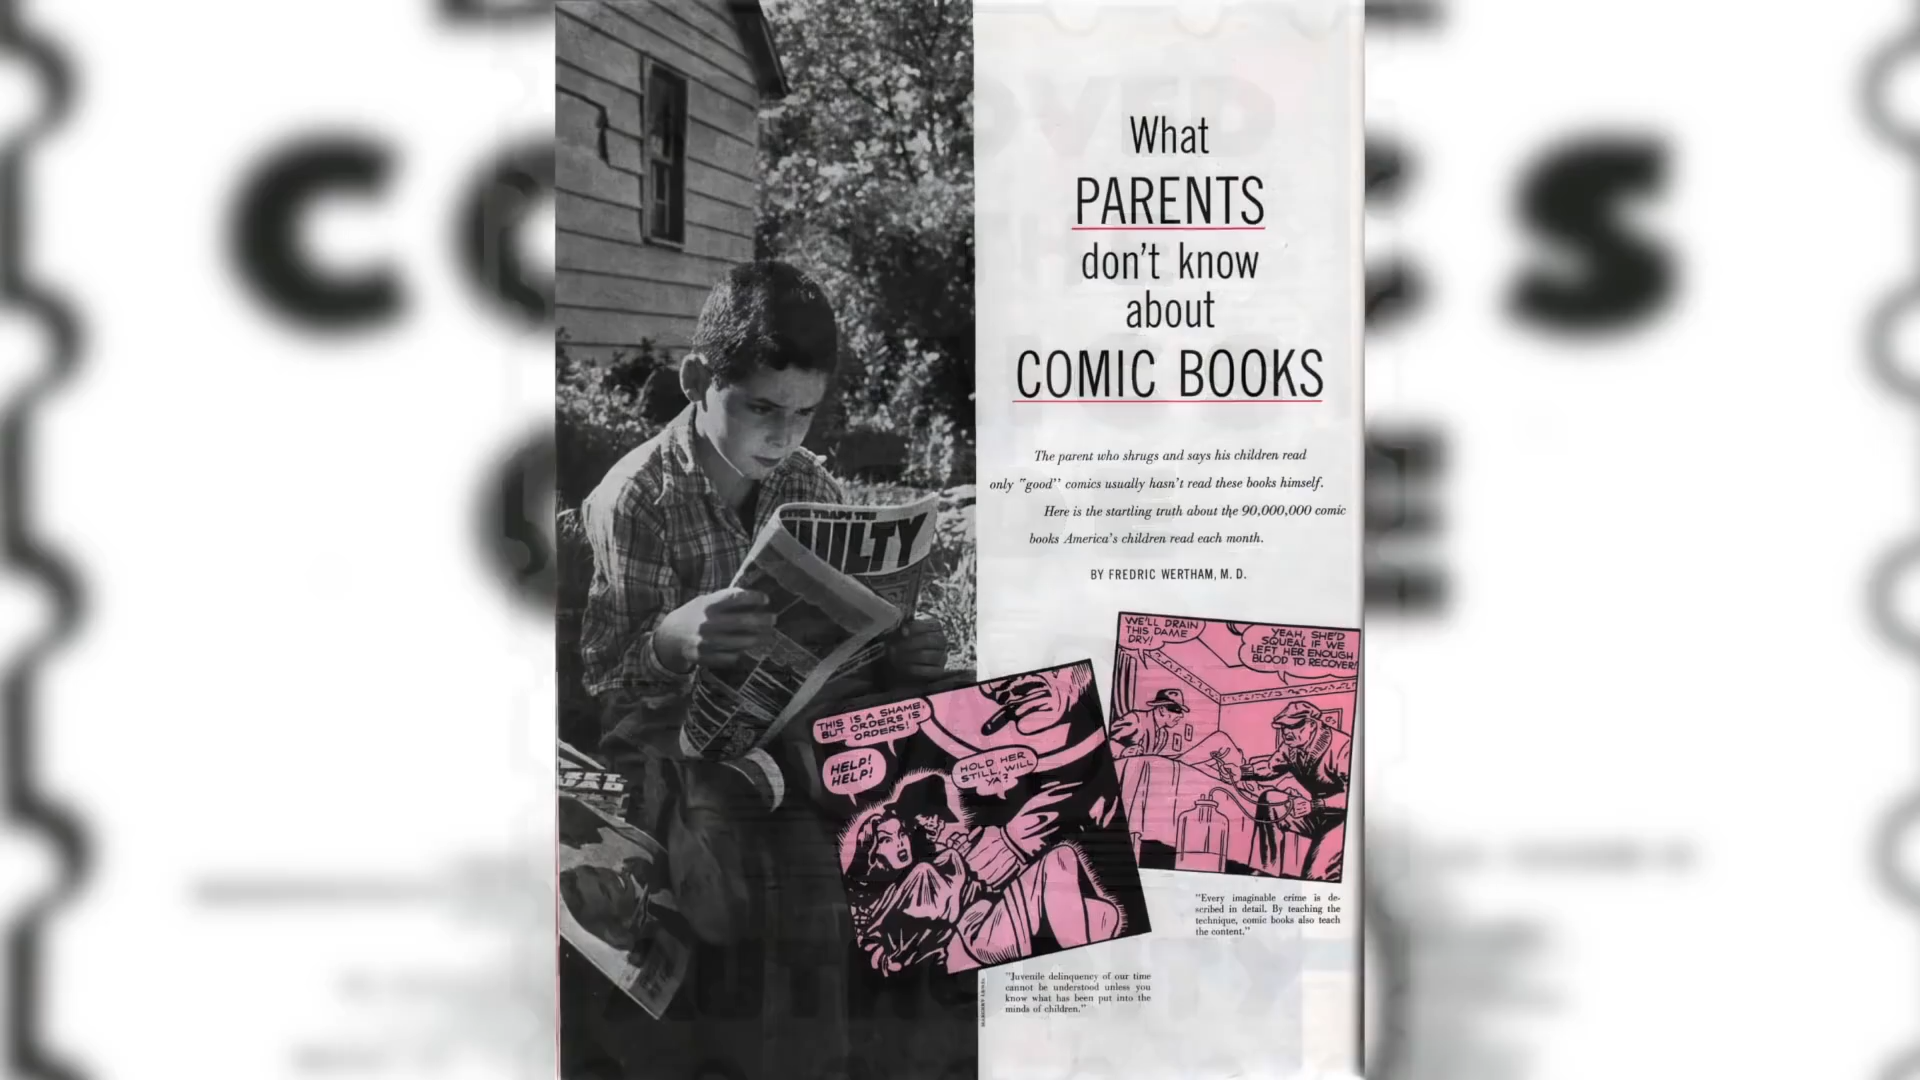 What
PARENTS
don't know
about
COMIC BOOKS
The parent who shrugs and says his children read
only "good" comics usually hasn't read these books himself.
Here is the startling truth about the 90,000,000 comic
books America's children read each month.
BY FREDRIC WERTHAM, M. D.
TRAPS THE
UILTY
WE'LL DRAIN
THIS DAME
DRY!
YEAH, SHE'D
SQUEAL IF WE
LEFT HER ENOUGH
BLOOD TO RECOVER!
THIS IS A SHAME,
BUT ORDERS IS
ORDERS!
HELP!
HELP!
HOLD HER
STILL, WILL
YA?
"Every imaginable crime is de-
scribed in detail. By teaching the
technique, comic books also teach
the content."
"Juvenile delinquency of our time
cannot be understood unless you
know what has been put into the
minds of children."